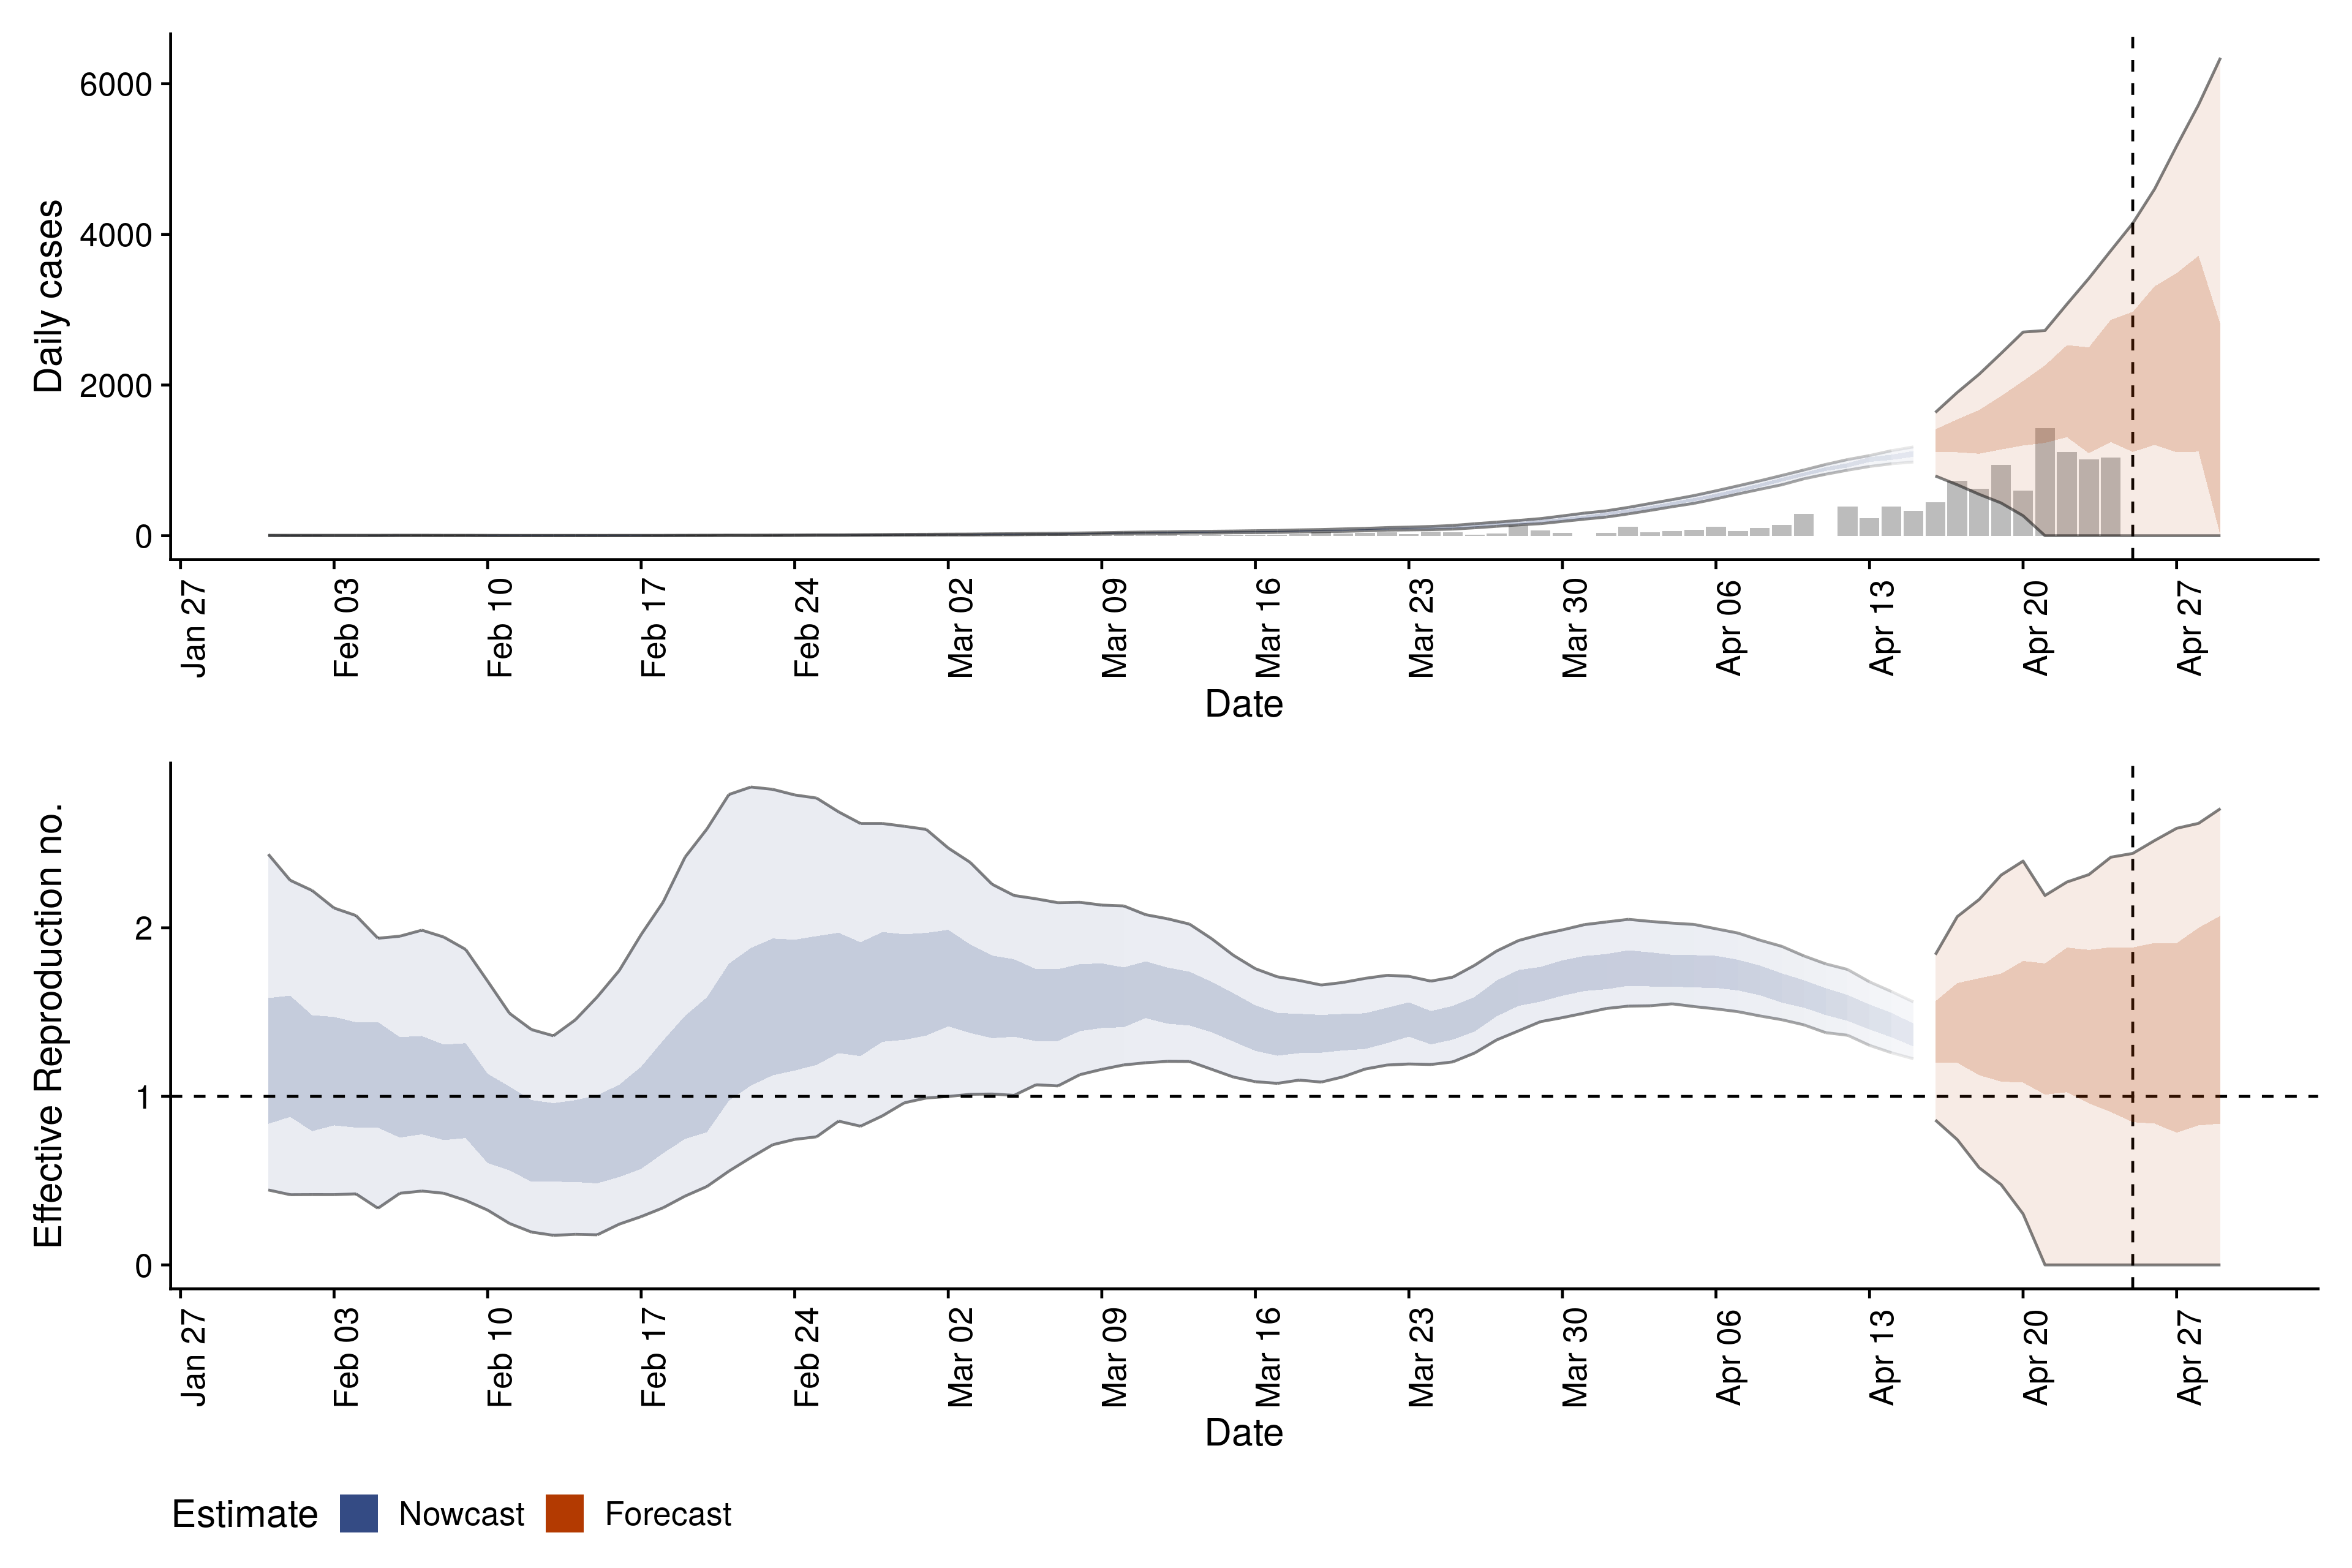 Daily cases
6000
4000
2000
0
Jan 27
Feb 03
Feb 10
Feb 17
Feb 24
Mar 02
Mar 09
Mar 16
Mar 23
Mar 30
Apr 06
Apr 13
Apr 20
Apr 27
Date
Effective Reproduction no.
2
1
0
Jan 27
Feb 03
Feb 10
Feb 17
Feb 24
Mar 02
Mar 09
Mar 16
Mar 23
Mar 30
Apr 06
Apr 13
Apr 20
Apr 27
Date
Estimate Nowcast Forecast